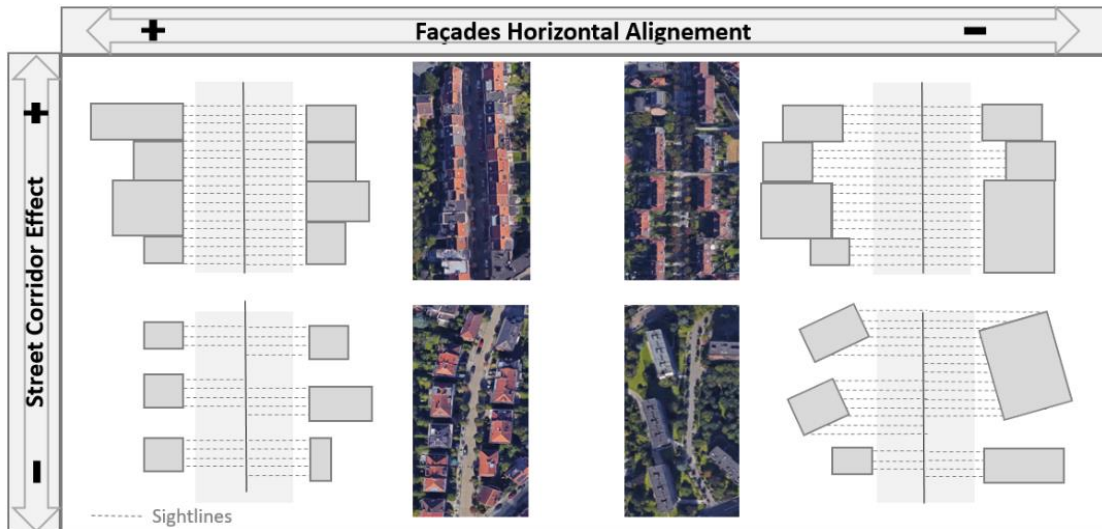 + Façades Horizontal Alignement −
+
Street Corridor Effect
−
Sightlines